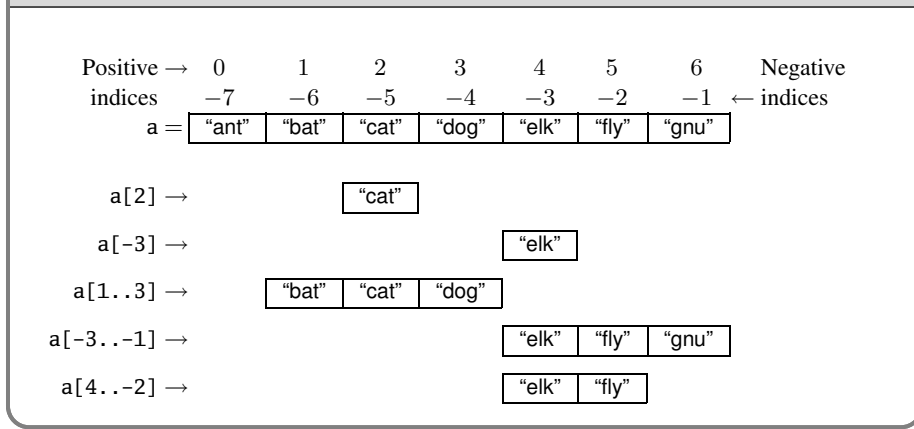 Positive → 0 1 2 3 4 5 6 Negative
indices −7 −6 −5 −4 −3 −2 −1 ← indices
a = “ant” “bat” “cat” “dog” “elk” “fly” “gnu”
a[2] → “cat”
a[-3] → “elk”
a[1..3] → “bat” “cat” “dog”
a[-3..-1] → “elk” “fly” “gnu”
a[4..-2] → “elk” “fly”